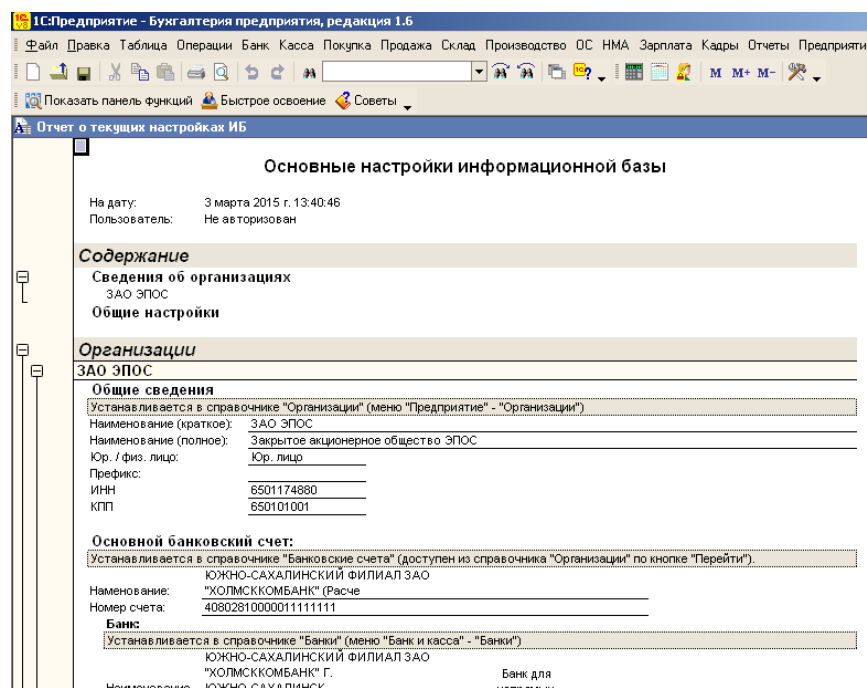 1С:Предприятие - Бухгалтерия предприятия, редакция 1.6
Файл Правка Таблица Операции Банк Касса Покупка Продажа Склад Производство ОС НМА Зарплата Кадры Отчеты Предприяти
M M+ M-
Показать панель функций Быстрое освоение Советы
Отчет о текущих настройках ИБ
Основные настройки информационной базы
На дату: 3 марта 2015 г. 13:40:46
Пользователь: Не авторизован
Содержание
Сведения об организациях
ЗАО ЭПОС
Общие настройки
Организации
ЗАО ЭПОС
Общие сведения
Устанавливается в справочнике "Организации" (меню "Предприятие" - "Организации")
Наименование (краткое): ЗАО ЭПОС
Наименование (полное): Закрытое акционерное общество ЭПОС
Юр. / физ. лицо: Юр. лицо
Префикс:
ИНН 6501174880
КПП 650101001
Основной банковский счет:
Устанавливается в справочнике "Банковские счета" (доступен из справочника "Организации" по кнопке "Перейти").
ЮЖНО-САХАЛИНСКИЙ ФИЛИАЛ ЗАО
Наменование: "ХОЛМСККОМБАНК" (Расче
Номер счета: 40802810000011111111
Банк:
Устанавливается в справочнике "Банки" (меню "Банк и касса" - "Банки")
ЮЖНО-САХАЛИНСКИЙ ФИЛИАЛ ЗАО
"ХОЛМСККОМБАНК" Г. Банк для
Наименование ЮЖНО-САХАЛИНСК